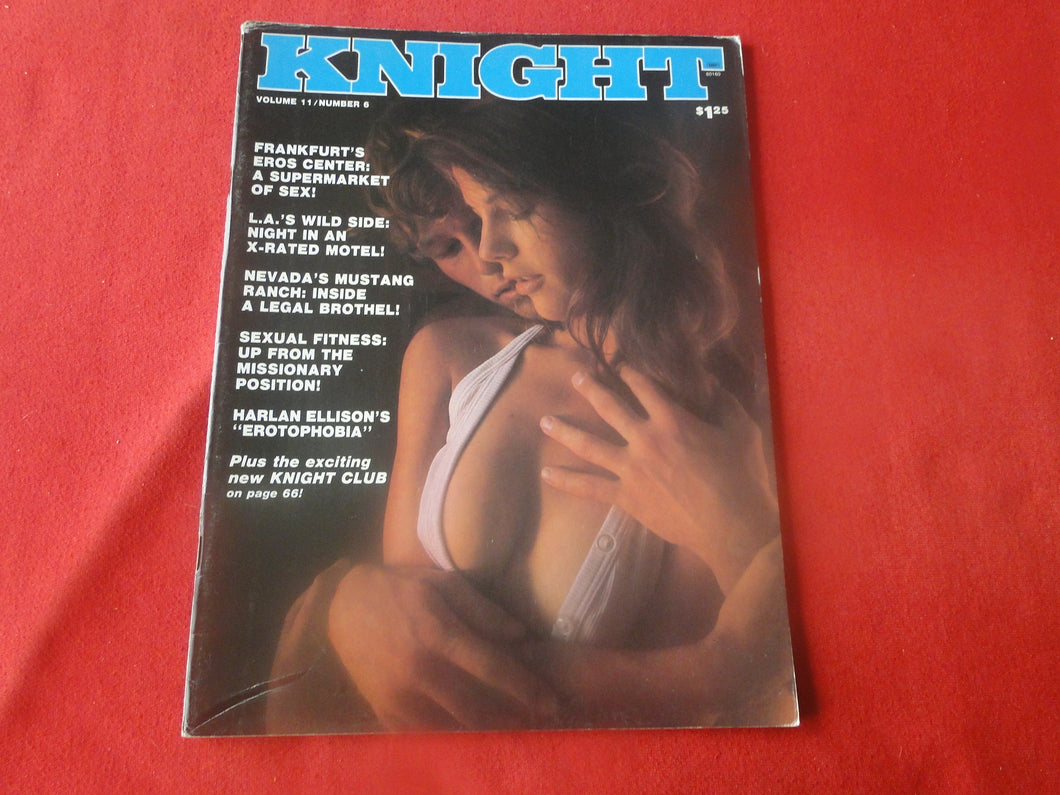 KNIGHT
80160
VOLUME 11/NUMBER 6
$1.25
FRANKFURT'S
EROS CENTER:
A SUPERMARKET
OF SEX!
L.A.'S WILD SIDE:
NIGHT IN AN
X-RATED MOTEL!
NEVADA'S MUSTANG
RANCH: INSIDE
A LEGAL BROTHEL!
SEXUAL FITNESS:
UP FROM THE
MISSIONARY
POSITION!
HARLAN ELLISON'S
"EROTOPHOBIA"
Plus the exciting
new KNIGHT CLUB
on page 66!